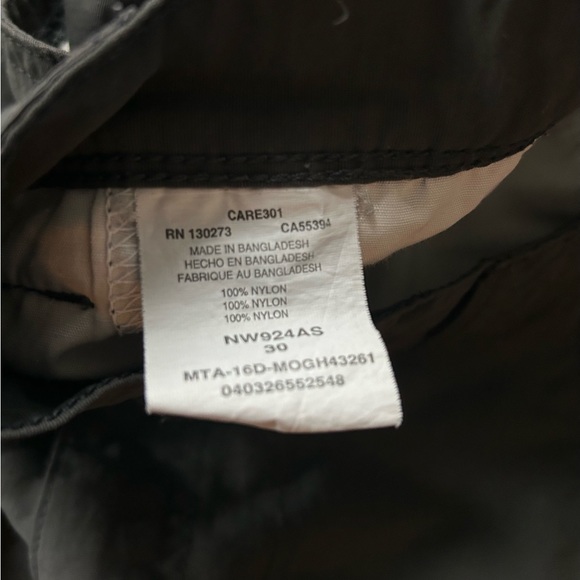 CARE301
RN 130273 CA55394
MADE IN BANGLADESH
HECHO EN BANGLADESH
FABRIQUE AU BANGLADESH
100% NYLON
100% NYLON
100% NYLON
NW924AS
30
MTA-16D-MOGH43261
040326552548